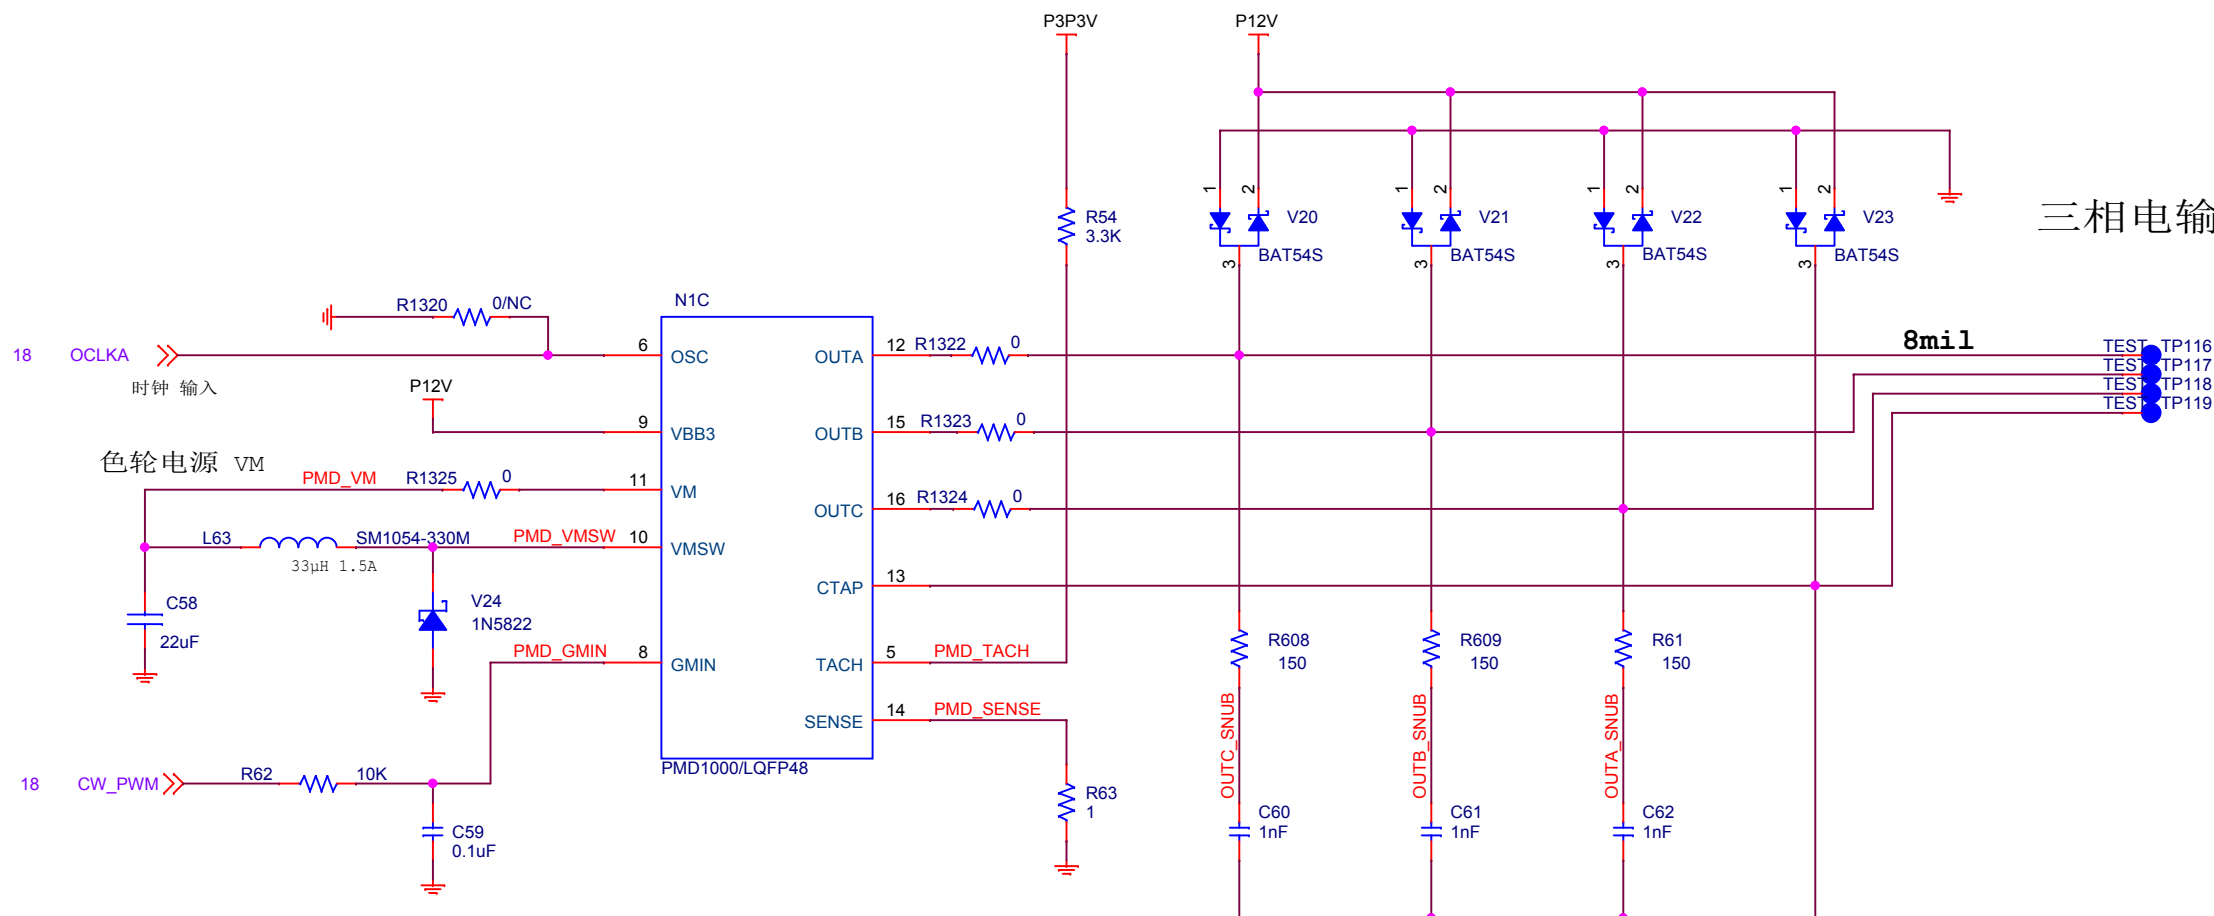 P3P3V
P12V
1 2
1 2
1 2
1 2
R54
3.3K
V20
BAT54S
3
V21
BAT54S
3
V22
BAT54S
3
V23
BAT54S
3
三相电输
R1320 0/NC
N1C
18 OCLKA
时钟 输入
6 OSC
OUTA 12 R1322 0
8mil
TEST TP116
TEST TP117
TEST TP118
TEST TP119
P12V
9 VBB3
OUTB 15 R1323 0
色轮电源 VM
PMD_VM R1325 0 11 VM
OUTC 16 R1324 0
L63 SM1054-330M PMD_VMSW 10 VMSW
33μH 1.5A
CTAP 13
C58
22uF
V24
1N5822
PMD_GMIN 8 GMIN
TACH 5 PMD_TACH
R608
150
R609
150
R61
150
SENSE 14 PMD_SENSE
OUTC_SNUB
OUTB_SNUB
OUTA_SNUB
PMD1000/LQFP48
18 CW_PWM R62 10K
R63
1
C59
0.1uF
C60
1nF
C61
1nF
C62
1nF